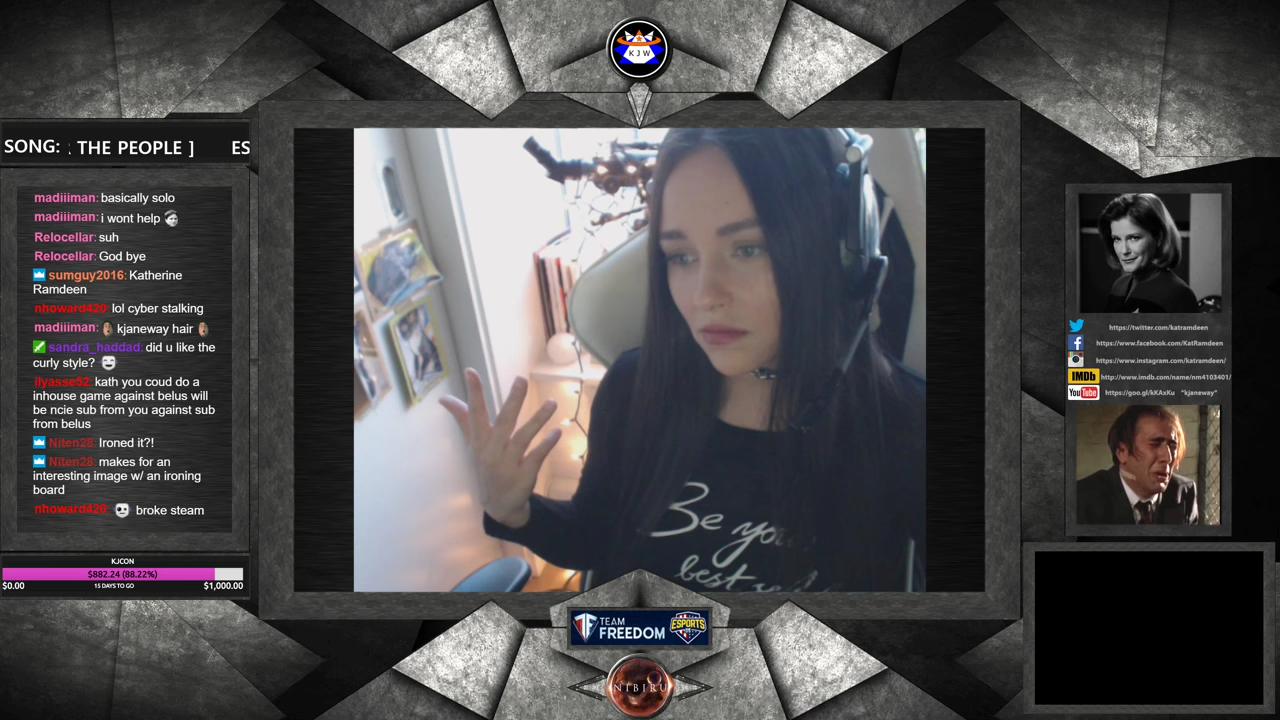 KJW
SONG: THE PEOPLE ] ES
madiiiman: basically solo
madiiiman: i wont help
Relocellar: suh
Relocellar: God bye
sumguy2016: Katherine
Ramdeen
nhoward420: lol cyber stalking
madiiiman: kjaneway hair
sandra_haddad: did u like the
curly style?
ilyasse52: kath you coud do a
inhouse game against belus will
be ncie sub from you against sub
from belus
Niten28: Ironed it?!
Niten28: makes for an
interesting image w/ an ironing
board
nhoward420: broke steam
KJCON
$882.24 (88.22%)
$0.00 15 DAYS TO GO $1,000.00
Be you
best
https://twitter.com/katramdeen
https://www.facebook.com/KatRamdeen
https://www.instagram.com/katramdeen/
IMDb http://www.imdb.com/name/nm4103401/
YouTube https://goo.gl/kKAxKu "kjaneway"
TF TEAM
FREEDOM
ESPORTS
NIBIRU